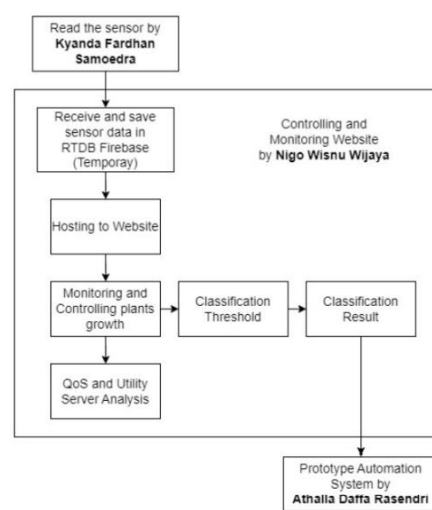 Read the sensor by
Kyanda Fardhan
Samoedra
Receive and save
sensor data in
RTDB Firebase
(Temporay)
Controlling and
Monitoring Website
by Nigo Wisnu Wijaya
Hosting to Website
Monitoring and
Controlling plants
growth
Classification
Threshold
Classification
Result
QoS and Utility
Server Analysis
Prototype Automation
System by
Athalla Daffa Rasendri